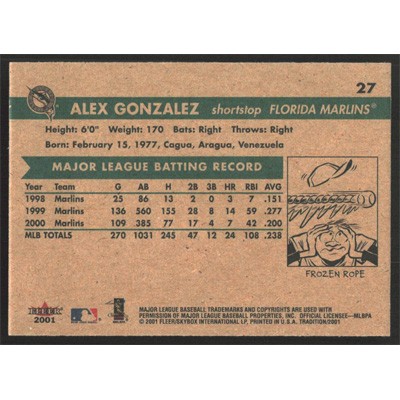 27
ALEX GONZALEZ shortstop FLORIDA MARLINS®
Height: 6'0" Weight: 170 Bats: Right Throws: Right
Born: February 15, 1977, Cagua, Aragua, Venezuela
MAJOR LEAGUE BATTING RECORD
Year Team G AB H 2B 3B HR RBI AVG
1998 Marlins 25 86 13 2 0 3 7 .151
1999 Marlins 136 560 155 28 8 14 59 .277
2000 Marlins 109 385 77 17 4 7 42 .200
MLB TOTALS 270 1031 245 47 12 24 108 .238
FROZEN ROPE
FLEER
2001
MAJOR LEAGUE BASEBALL TRADEMARKS AND COPYRIGHTS ARE USED WITH
PERMISSION OF MAJOR LEAGUE BASEBALL PROPERTIES, INC. OFFICIAL LICENSEE—MLBPA
© 2001 FLEER/SKYBOX INTERNATIONAL LP. PRINTED IN U.S.A. TRADITION/2001